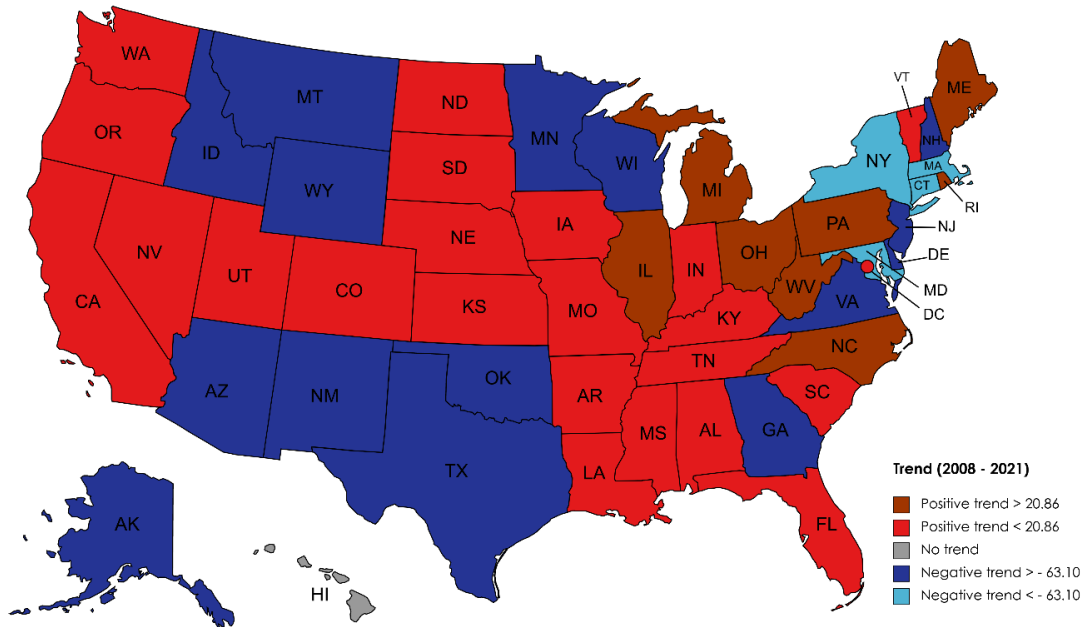 WA
MT
ND
MN
VT
ME
OR
ID
SD
WI
NY
NH
MA
CT
RI
WY
MI
NE
IA
PA
NJ
NV
UT
CO
IL
IN
OH
DE
CA
KS
MO
WV
VA
MD
KY
DC
NC
TN
AZ
NM
OK
AR
SC
MS
AL
GA
TX
LA
FL
AK
HI
Trend (2008 - 2021)
Positive trend > 20.86
Positive trend < 20.86
No trend
Negative trend > - 63.10
Negative trend < - 63.10